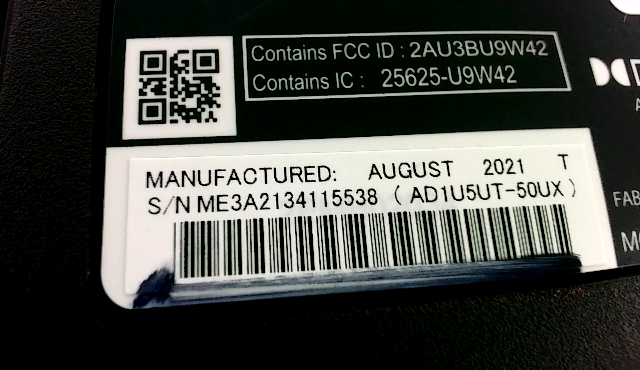 Contains FCC ID : 2AU3BU9W42
Contains IC : 25625-U9W42
MANUFACTURED: AUGUST 2021 T
S/N ME3A2134115538 ( AD1U5UT-50UX )